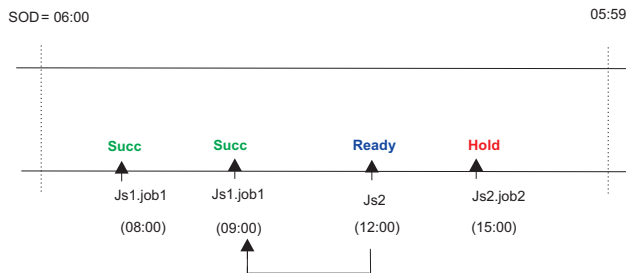 SOD = 06:00 05:59
Succ Succ Ready Hold
Js1.job1 Js1.job1 Js2 Js2.job2
(08:00) (09:00) (12:00) (15:00)